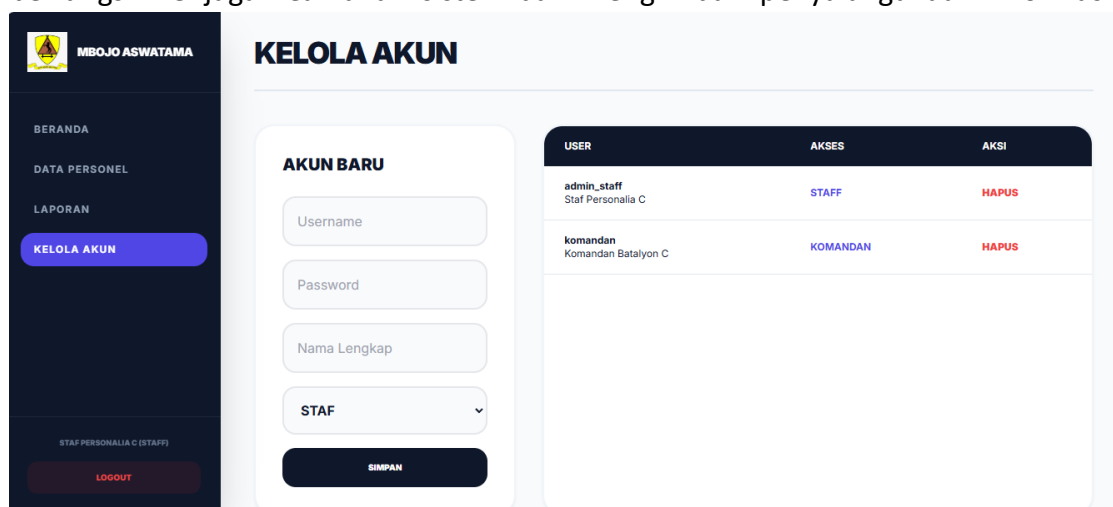 MBOJO ASWATAMA
BERANDA
DATA PERSONEL
LAPORAN
KELOLA AKUN
STAF PERSONALIA C (STAFF)
LOGOUT
KELOLA AKUN
AKUN BARU
Username
Password
Nama Lengkap
STAF
SIMPAN
USER AKSES AKSI
admin_staff
Staf Personalia C
STAFF HAPUS
komandan
Komandan Batalyon C
KOMANDAN HAPUS